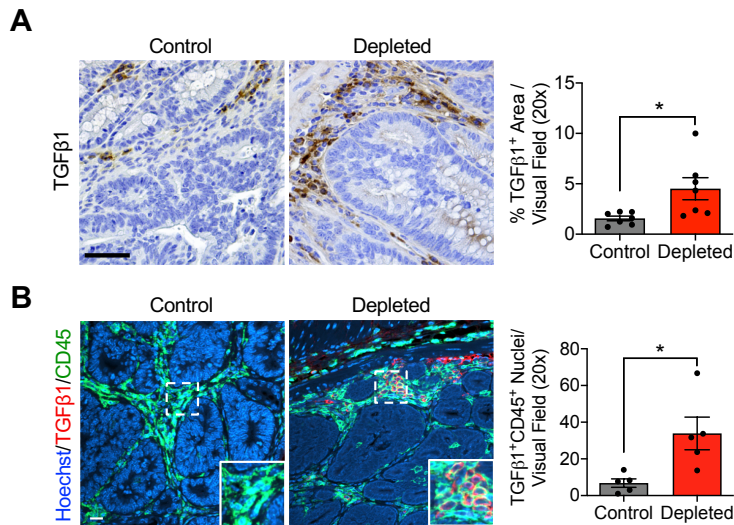 A
Control
Depleted
TGFβ1
% TGFβ1+ Area /
Visual Field (20x)
15
10
5
0
*
Control
Depleted
B
Control
Depleted
Hoechst/TGFβ1/CD45
TGFβ1+CD45+ Nuclei/
Visual Field (20x)
80
60
40
20
0
*
Control
Depleted